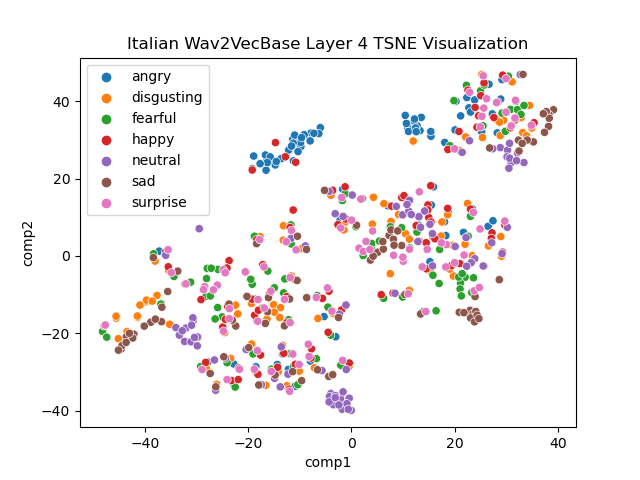 Italian Wav2VecBase Layer 4 TSNE Visualization
angry
disgusting
fearful
happy
neutral
sad
surprise
comp2
40
20
0
−20
−40
−40
−20
0
20
40
comp1